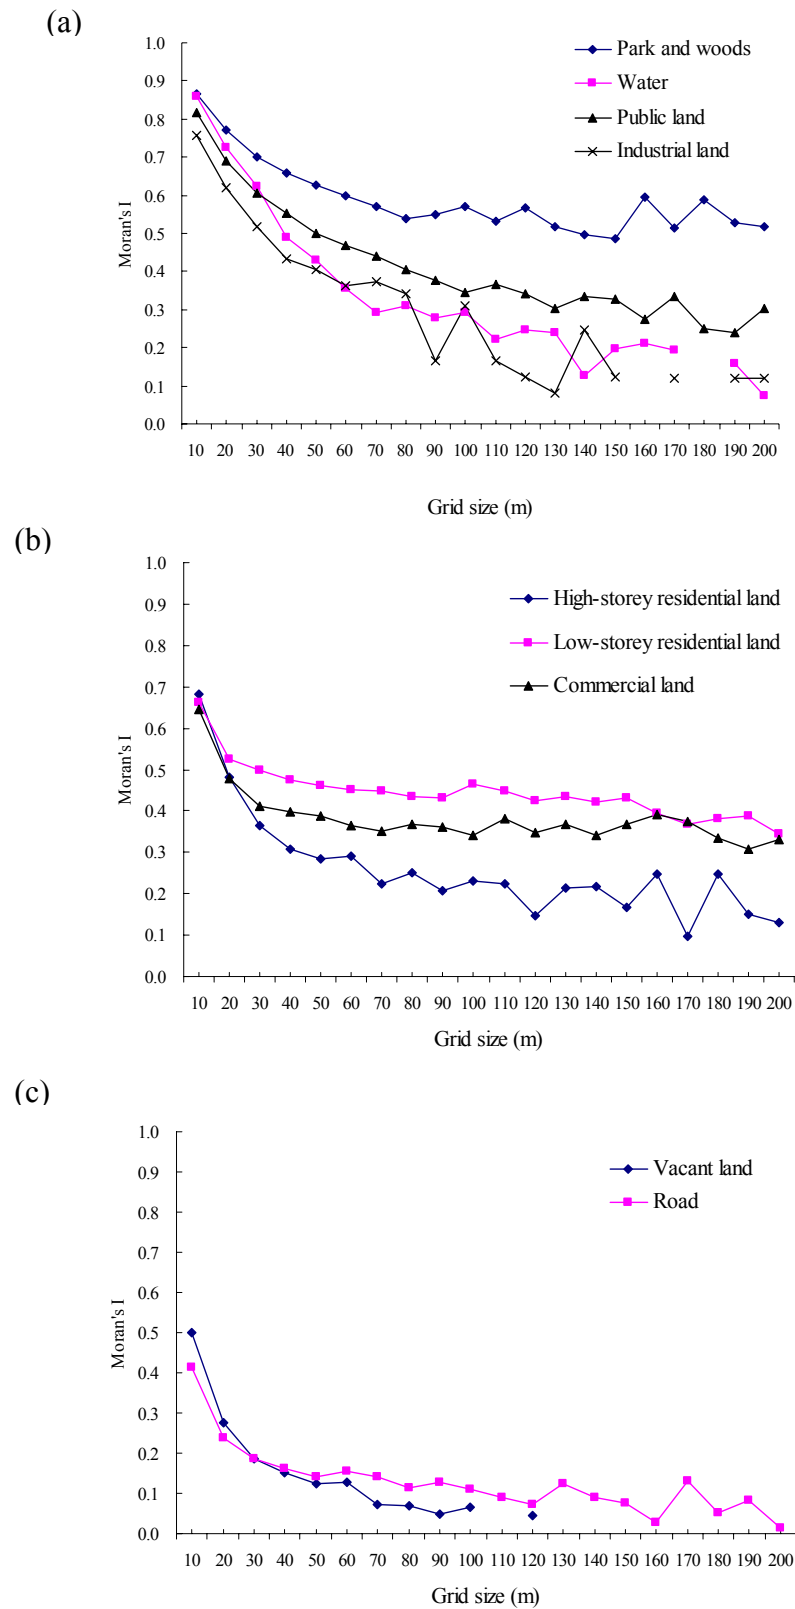 (a)
Park and woods
Water
Public land
Industrial land
Moran's I
1.0
0.9
0.8
0.7
0.6
0.5
0.4
0.3
0.2
0.1
0.0
10 20 30 40 50 60 70 80 90 100 110 120 130 140 150 160 170 180 190 200
Grid size (m)
(b)
High-storey residential land
Low-storey residential land
Commercial land
Moran's I
1.0
0.9
0.8
0.7
0.6
0.5
0.4
0.3
0.2
0.1
0.0
10 20 30 40 50 60 70 80 90 100 110 120 130 140 150 160 170 180 190 200
Grid size (m)
(c)
Vacant land
Road
Moran's I
1.0
0.9
0.8
0.7
0.6
0.5
0.4
0.3
0.2
0.1
0.0
10 20 30 40 50 60 70 80 90 100 110 120 130 140 150 160 170 180 190 200
Grid size (m)